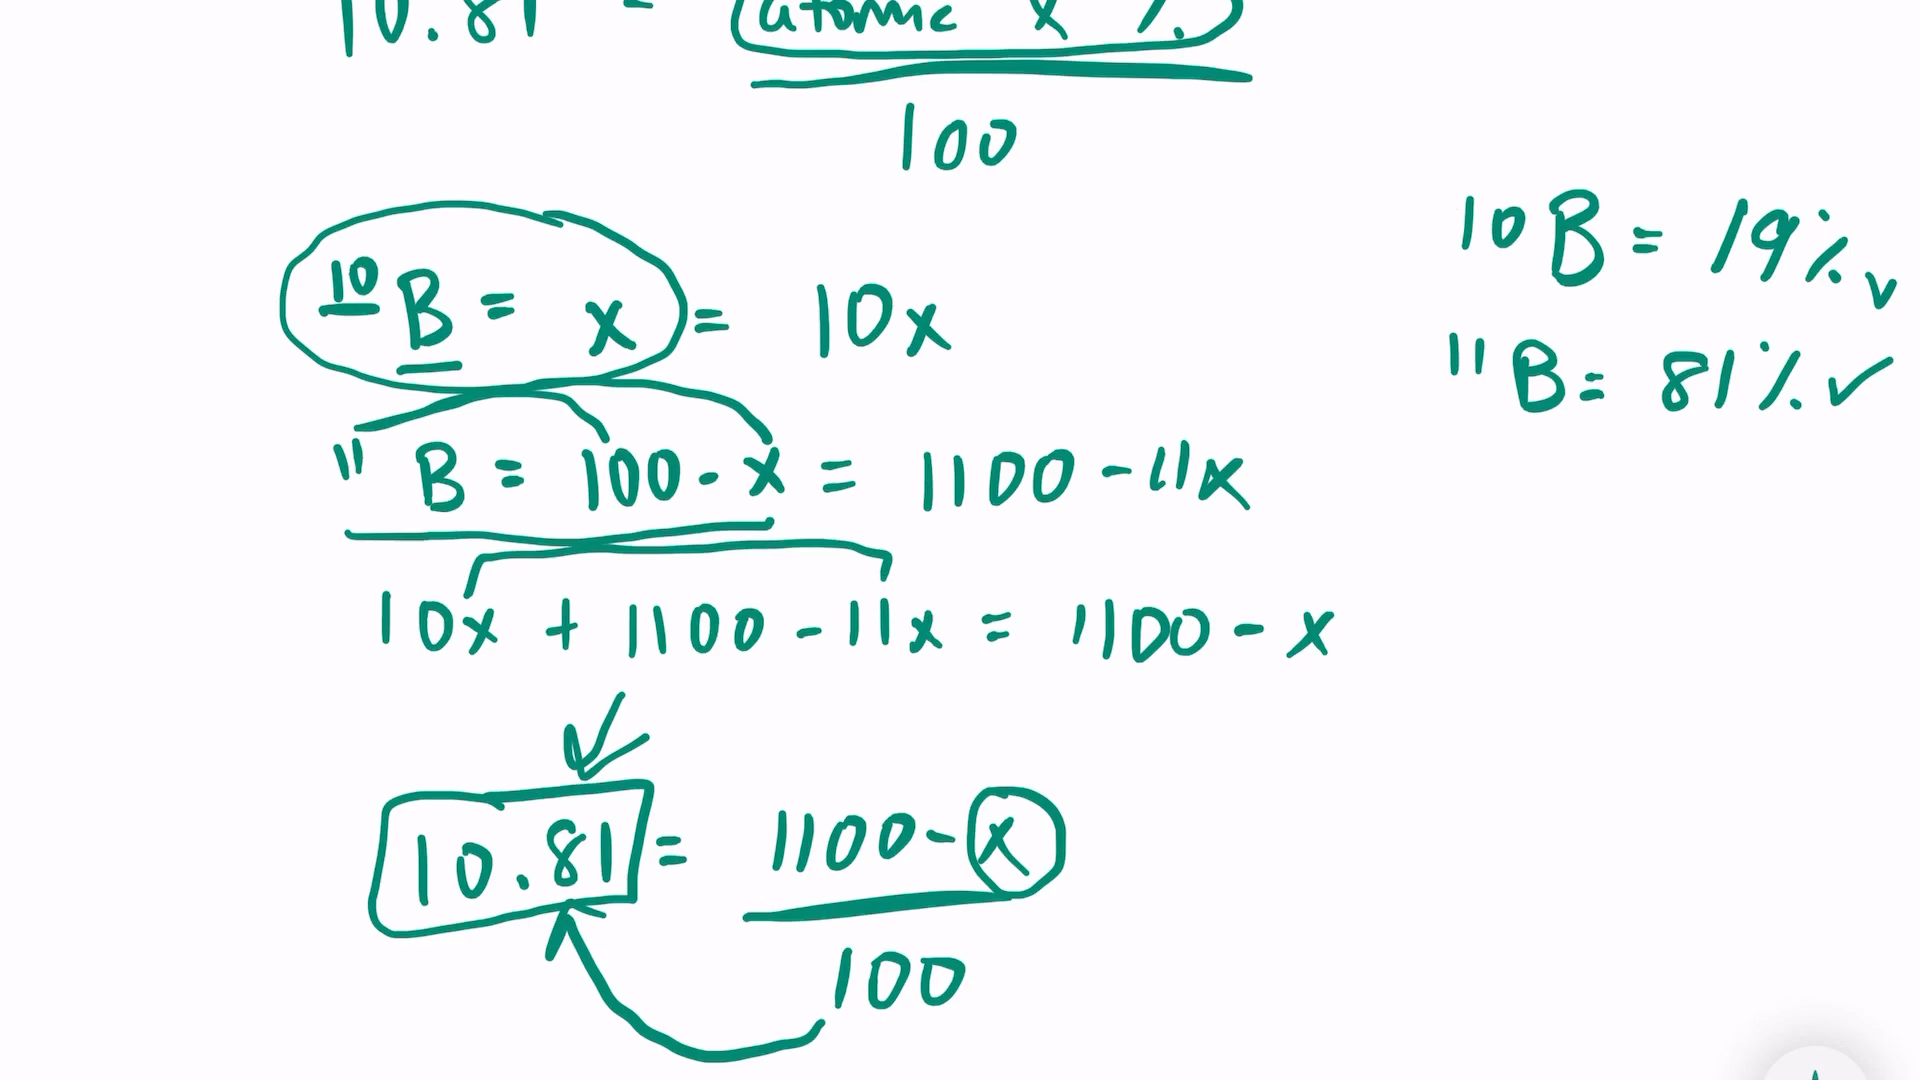 10.81 = atomic x %
100
10B = x = 10x
11B = 100 - x = 1100 - 11x
10x + 1100 - 11x = 1100 - x
10.81 = 1100 - x
100
10B = 19%
11B = 81%